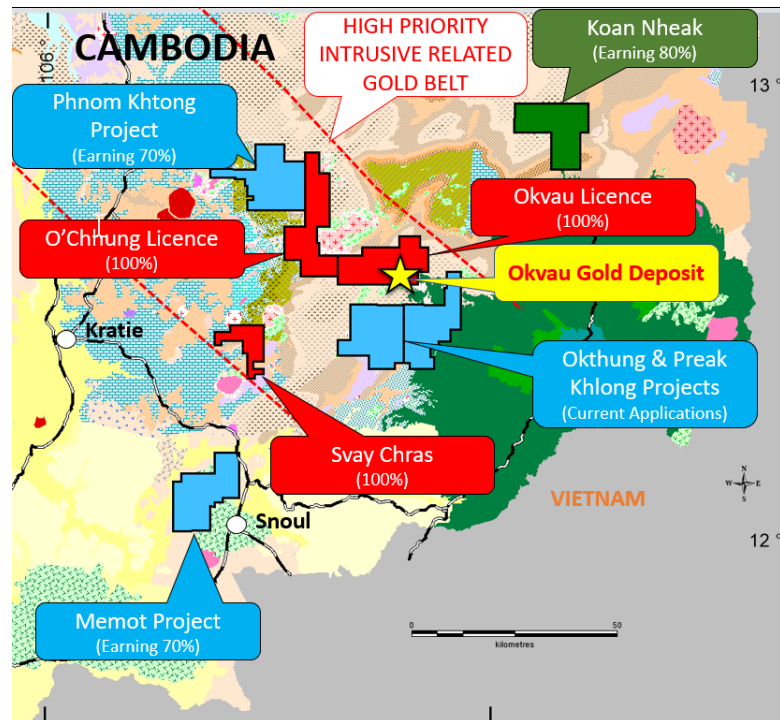 CAMBODIA
106
HIGH PRIORITY
INTRUSIVE RELATED
GOLD BELT
Koan Nheak
(Earning 80%)
13 °
Phnom Khtong
Project
(Earning 70%)
Okvau Licence
(100%)
O'Chhung Licence
(100%)
Okvau Gold Deposit
Kratie
Okthung & Preak
Khlong Projects
(Current Applications)
Svay Chras
(100%)
VIETNAM
N
W E
S
Snoul
12 °
Memot Project
(Earning 70%)
0 50
kilometres